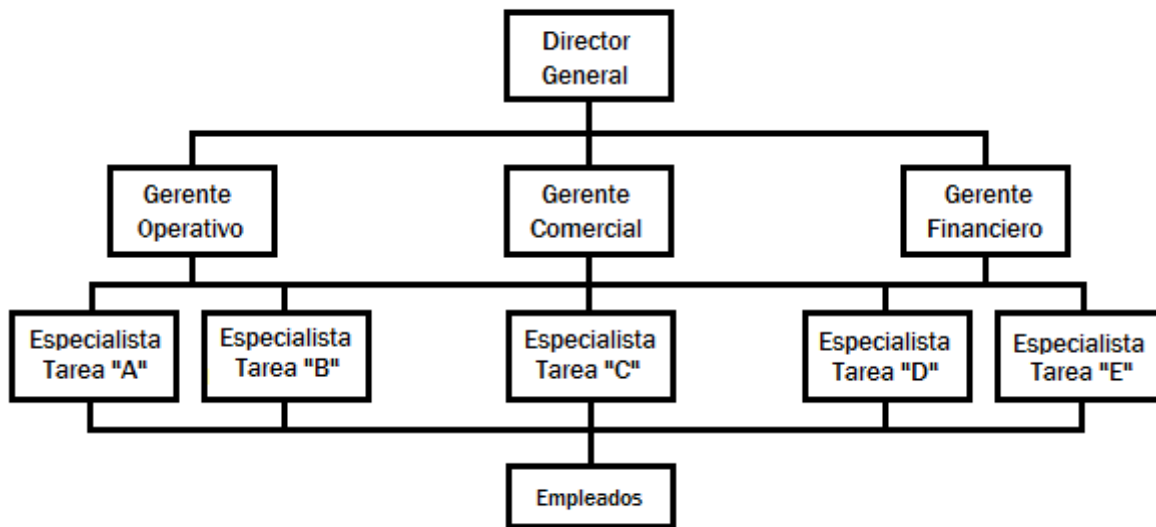 Director
General
Gerente
Operativo
Gerente
Comercial
Gerente
Financiero
Especialista
Tarea "A"
Especialista
Tarea "B"
Especialista
Tarea "C"
Especialista
Tarea "D"
Especialista
Tarea "E"
Empleados